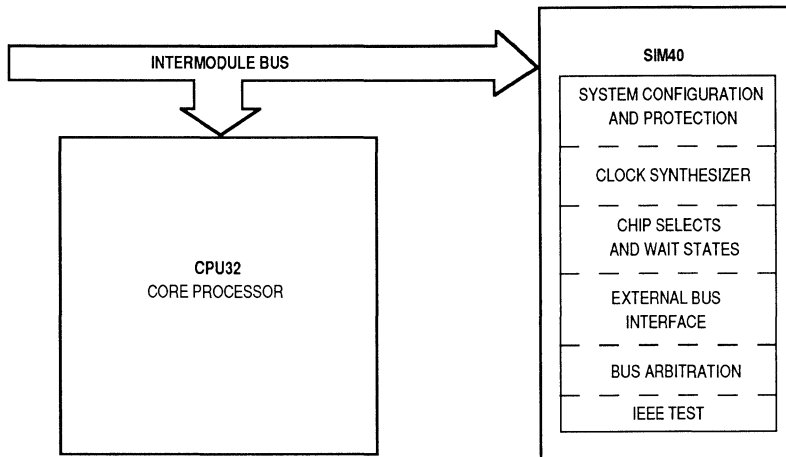 INTERMODULE BUS
SIM40
SYSTEM CONFIGURATION
AND PROTECTION
CLOCK SYNTHESIZER
CHIP SELECTS
AND WAIT STATES
EXTERNAL BUS
INTERFACE
BUS ARBITRATION
IEEE TEST
CPU32
CORE PROCESSOR